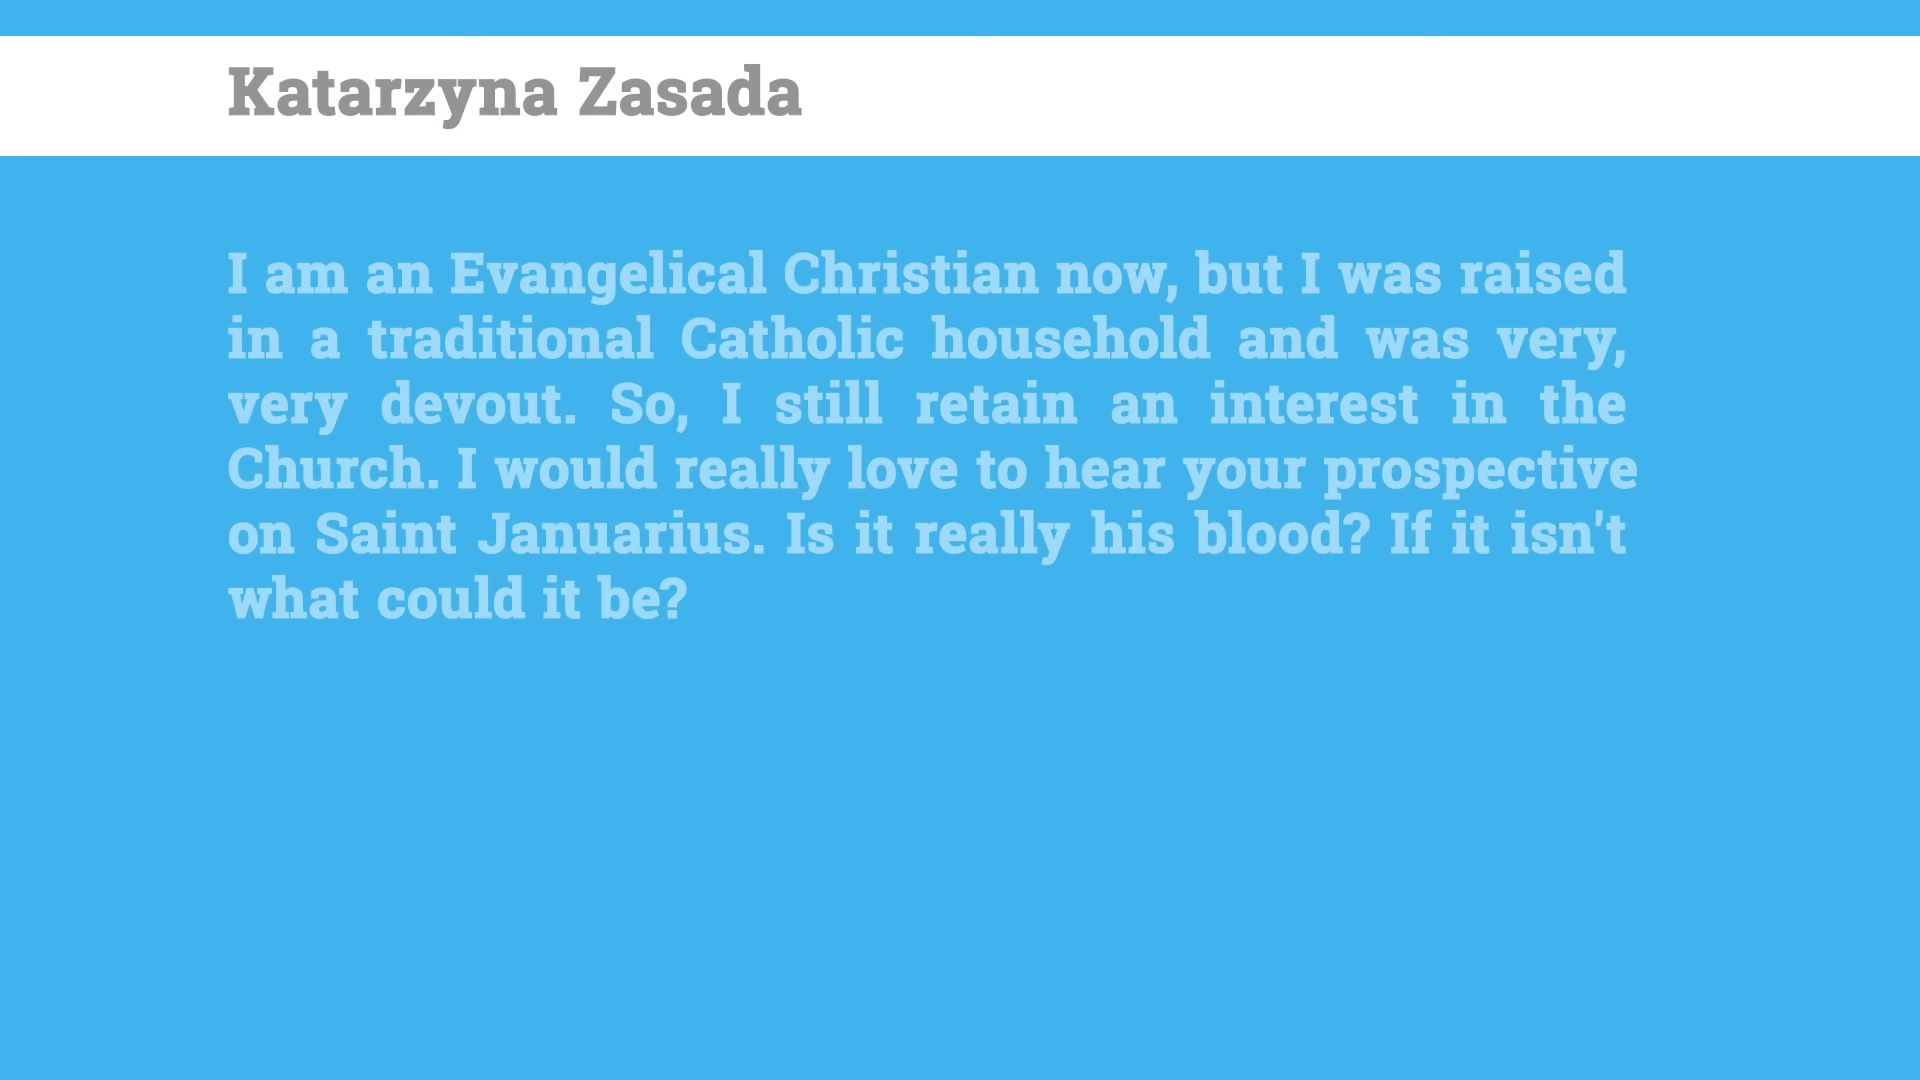 Katarzyna Zasada
I am an Evangelical Christian now, but I was raised
in a traditional Catholic household and was very,
very devout. So, I still retain an interest in the
Church. I would really love to hear your prospective
on Saint Januarius. Is it really his blood? If it isn't
what could it be?